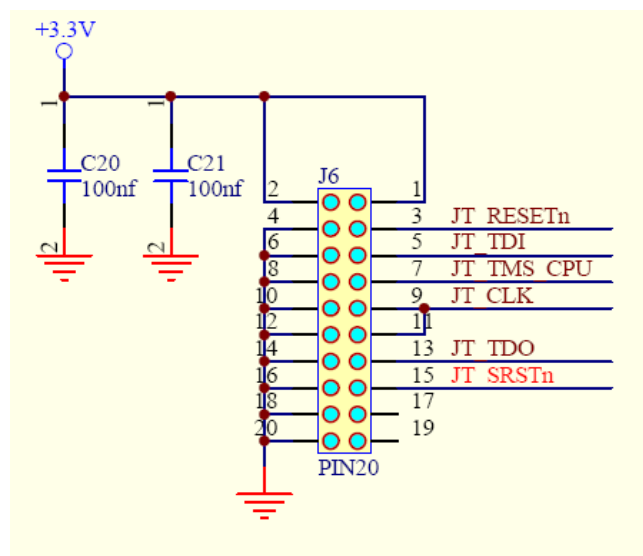 +3.3V
1
1
C20
100nf
C21
100nf
2
2
J6
2
1
4
3
JT_RESETn
6
5
JT_TDI
8
7
JT_TMS_CPU
10
9
JT_CLK
12
11
14
13
JT_TDO
16
15
JT_SRSTn
18
17
20
19
PIN20